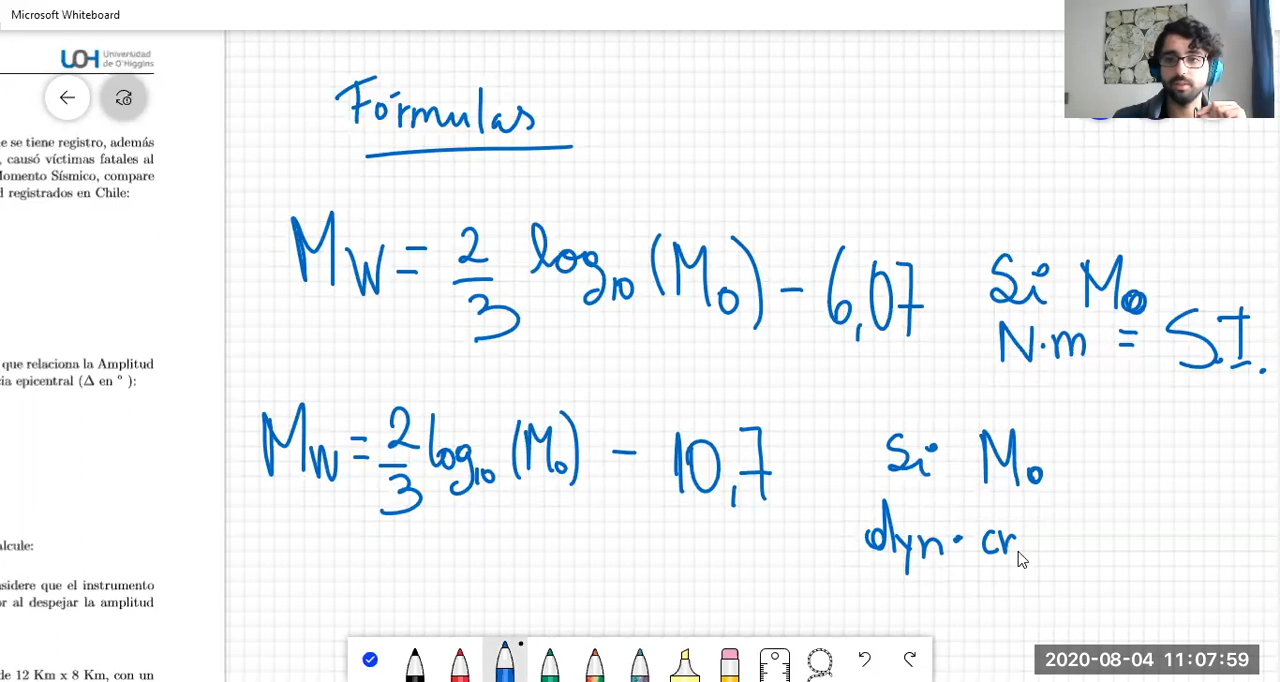 Microsoft Whiteboard
UOH Universidad
de O'Higgins
e se tiene registro, además
, causó víctimas fatales al
Momento Sísmico, compare
d registrados en Chile:
que relaciona la Amplitud
cia epicentral (Δ en °):
alcule:
nsidere que el instrumento
or al despejar la amplitud
de 12 Km x 8 Km, con un
Fórmulas
Mw = 2/3 log10 (M0) - 6,07 Si M0
N·m = S.I.
Mw = 2/3 log10 (M0) - 10,7 Si M0
dyn · cr
2020-08-04 11:07:59